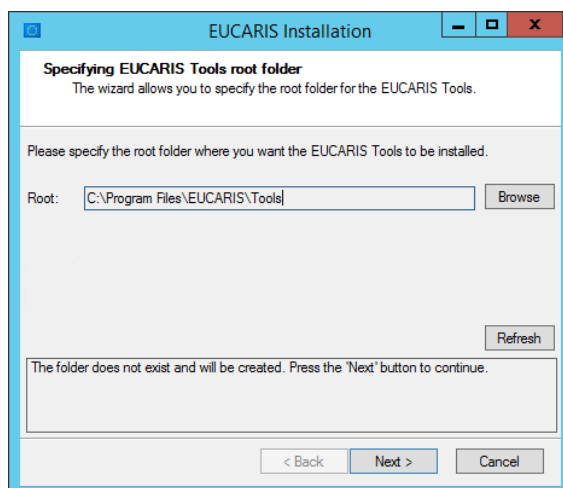 EUCARIS Installation
Specifying EUCARIS Tools root folder
The wizard allows you to specify the root folder for the EUCARIS Tools.
Please specify the root folder where you want the EUCARIS Tools to be installed.
Root: C:\Program Files\EUCARIS\Tools Browse
Refresh
The folder does not exist and will be created. Press the 'Next' button to continue.
< Back Next > Cancel